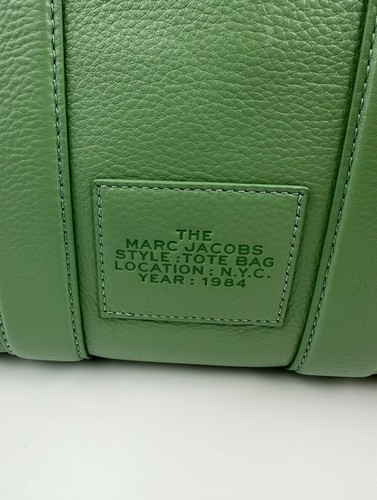 THE
MARC JACOBS
STYLE : TOTE BAG
LOCATION : N.Y.C.
YEAR : 1984